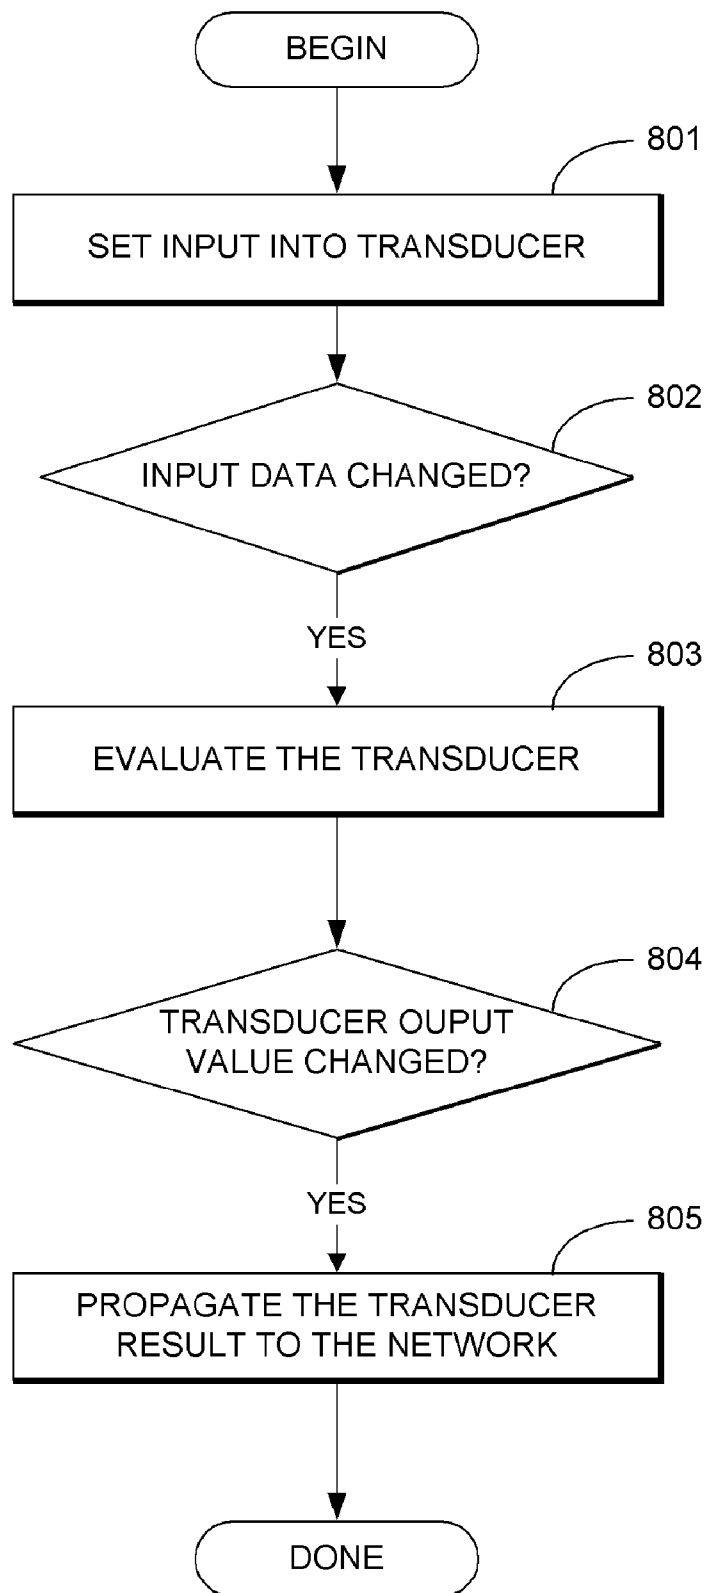 BEGIN
801
SET INPUT INTO TRANSDUCER
802
INPUT DATA CHANGED?
YES
803
EVALUATE THE TRANSDUCER
804
TRANSDUCER OUPUT
VALUE CHANGED?
YES
805
PROPAGATE THE TRANSDUCER
RESULT TO THE NETWORK
DONE